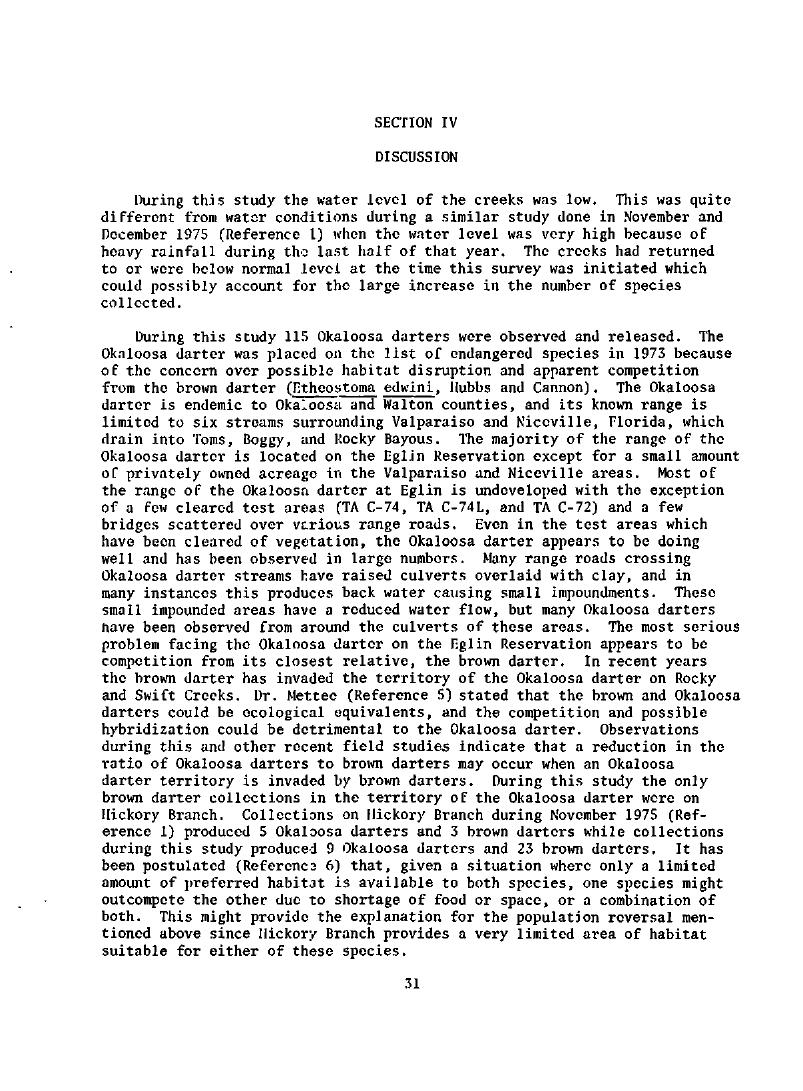 SECTION IV
DISCUSSION
During this study the water level of the creeks was low. This was quite
different from water conditions during a similar study done in November and
December 1975 (Reference 1) when the water level was very high because of
heavy rainfall during the last half of that year. The creeks had returned
to or were below normal level at the time this survey was initiated which
could possibly account for the large increase in the number of species
collected.
During this study 115 Okaloosa darters were observed and released. The
Okaloosa darter was placed on the list of endangered species in 1973 because
of the concern over possible habitat disruption and apparent competition
from the brown darter (Etheostoma edwini, Hubbs and Cannon). The Okaloosa
darter is endemic to Okaloosa and Walton counties, and its known range is
limited to six streams surrounding Valparaiso and Niceville, Florida, which
drain into Toms, Boggy, and Rocky Bayous. The majority of the range of the
Okaloosa darter is located on the Eglin Reservation except for a small amount
of privately owned acreage in the Valparaiso and Niceville areas. Most of
the range of the Okaloosa darter at Eglin is undeveloped with the exception
of a few cleared test areas (TA C-74, TA C-74L, and TA C-72) and a few
bridges scattered over various range roads. Even in the test areas which
have been cleared of vegetation, the Okaloosa darter appears to be doing
well and has been observed in large numbers. Many range roads crossing
Okaloosa darter streams have raised culverts overlaid with clay, and in
many instances this produces back water causing small impoundments. These
small impounded areas have a reduced water flow, but many Okaloosa darters
have been observed from around the culverts of these areas. The most serious
problem facing the Okaloosa darter on the Eglin Reservation appears to be
competition from its closest relative, the brown darter. In recent years
the brown darter has invaded the territory of the Okaloosa darter on Rocky
and Swift Creeks. Dr. Mettee (Reference 5) stated that the brown and Okaloosa
darters could be ecological equivalents, and the competition and possible
hybridization could be detrimental to the Okaloosa darter. Observations
during this and other recent field studies indicate that a reduction in the
ratio of Okaloosa darters to brown darters may occur when an Okaloosa
darter territory is invaded by brown darters. During this study the only
brown darter collections in the territory of the Okaloosa darter were on
Hickory Branch. Collections on Hickory Branch during November 1975 (Ref-
erence 1) produced 5 Okaloosa darters and 3 brown darters while collections
during this study produced 9 Okaloosa darters and 23 brown darters. It has
been postulated (Reference 6) that, given a situation where only a limited
amount of preferred habitat is available to both species, one species might
outcompete the other due to shortage of food or space, or a combination of
both. This might provide the explanation for the population reversal men-
tioned above since Hickory Branch provides a very limited area of habitat
suitable for either of these species.
31